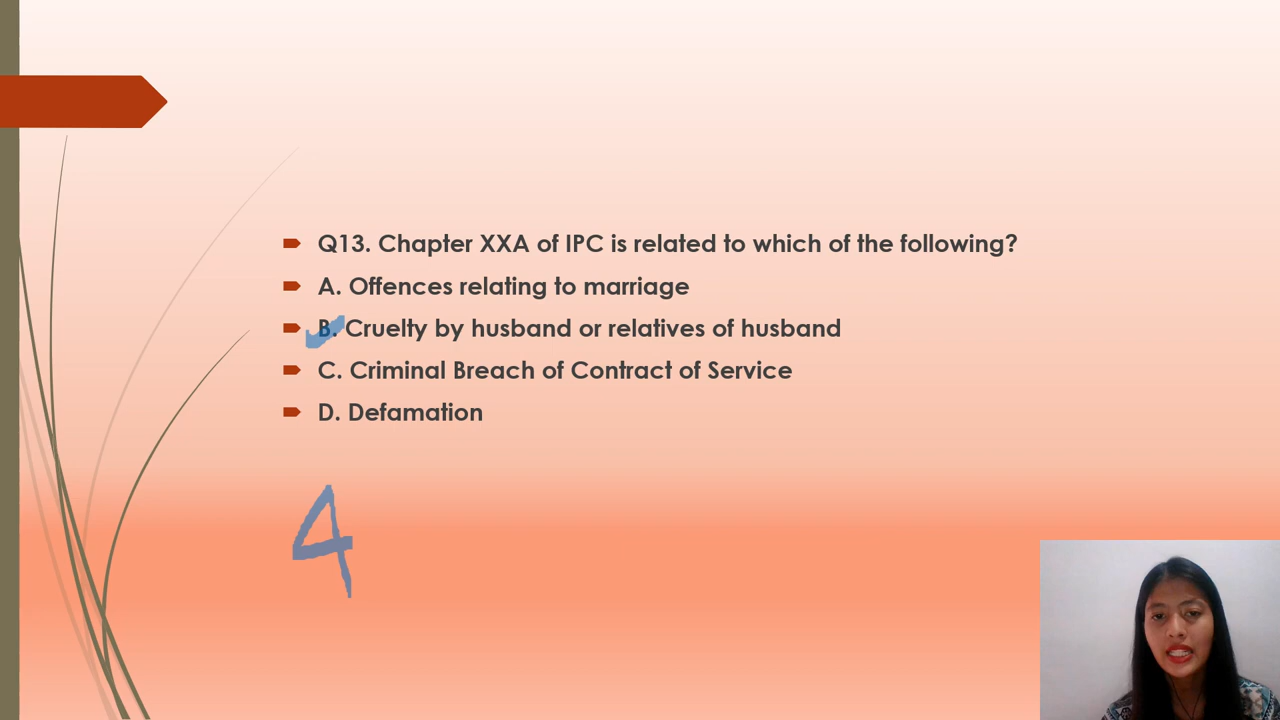 Q13. Chapter XXA of IPC is related to which of the following?
A. Offences relating to marriage
B. Cruelty by husband or relatives of husband
C. Criminal Breach of Contract of Service
D. Defamation
4